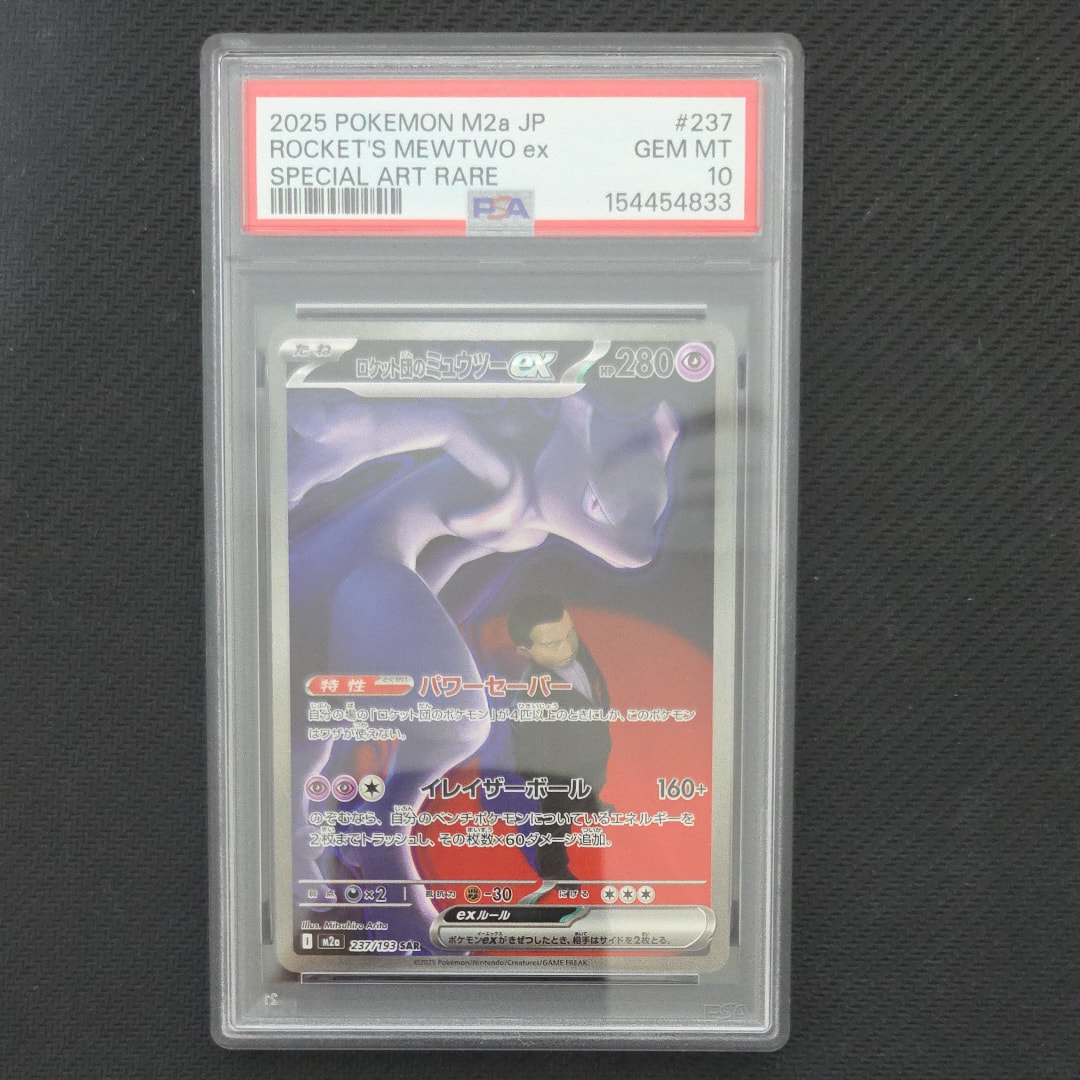 2025 POKEMON M2a JP #237
ROCKET'S MEWTWO ex GEM MT
SPECIAL ART RARE 10
PSA 154454833
たね ロケット団のミュウツーex HP280
特性 パワーセーバー
自分の場の「ロケット団のポケモン」が4匹以上のときにしか、このポケモン
はワザが使えない。
イレイザーボール 160+
のぞむなら、自分のベンチポケモンについているエネルギーを
2枚までトラッシュし、その枚数×60ダメージ追加。
弱点 ×2 抵抗力 -30 にげる
exルール
ポケモンexがきぜつしたとき、相手はサイドを2枚とる。
Illus. Mitsuhiro Arita
I m2a 237/193 SAR
©2025 Pokémon/Nintendo/Creatures/GAME FREAK.
PSA